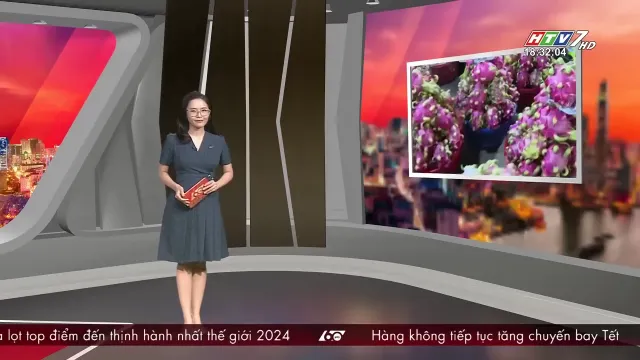 HTV7 HD
18:32:04
lọt top điểm đến thịnh hành nhất thế giới 2024 60 Hàng không tiếp tục tăng chuyến bay Tết